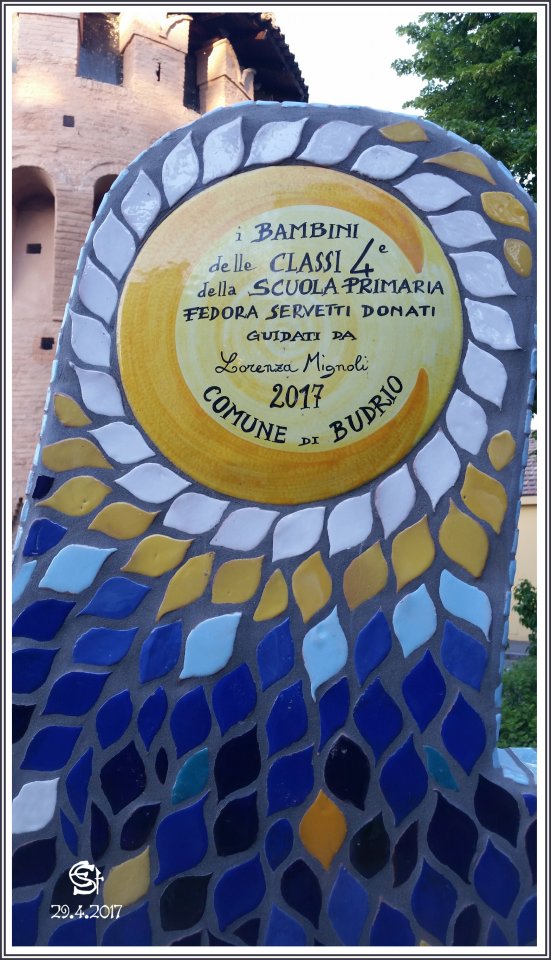 i BAMBINI
delle CLASSI 4e
della SCUOLA PRIMARIA
FEDORA SERVETTI DONATI
GUIDATI DA
Lorenza Mignoli
2017
COMUNE DI BUDRIO
29.4.2017